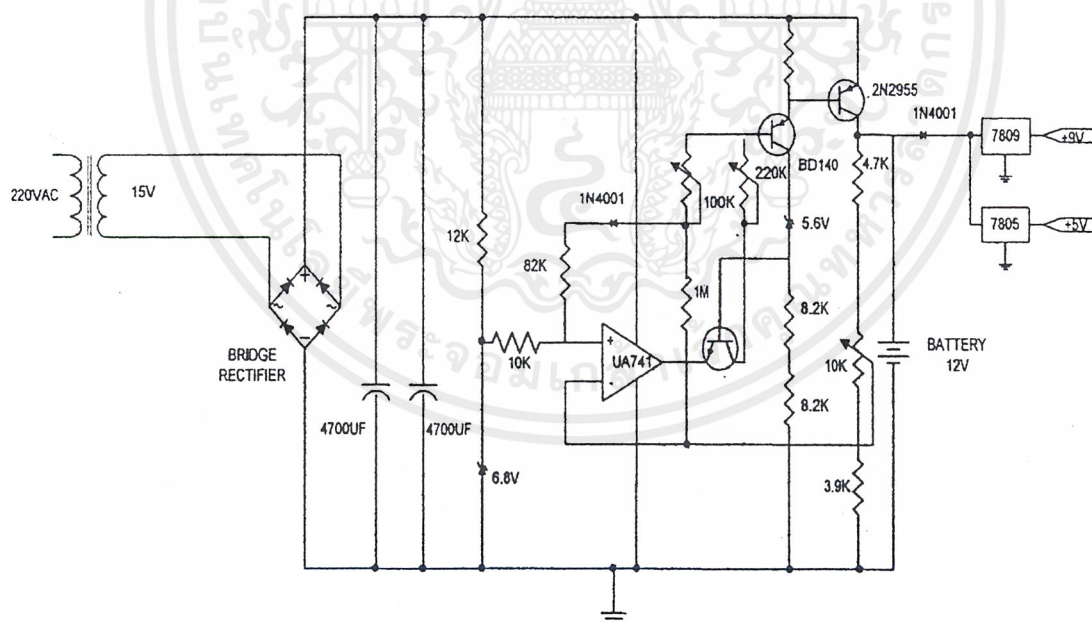 220VAC
15V
BRIDGE
RECTIFIER
4700UF
4700UF
12K
6.8V
10K
82K
1N4001
UA741
+
-
1M
100K
220K
BD140
5.6V
8.2K
8.2K
2N2955
4.7K
10K
3.9K
1N4001
BATTERY
12V
7809
+9V
7805
+5V
+
~
~
-